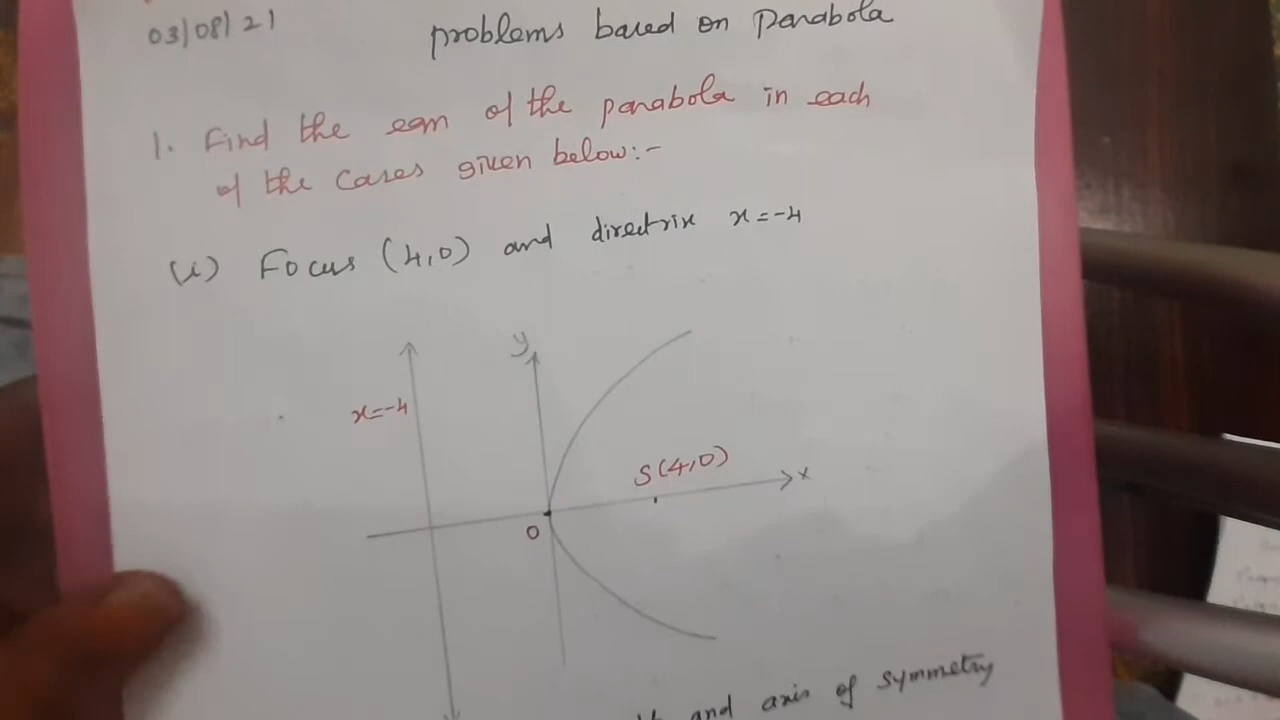 03/08/21
problems based on Parabola
1. Find the eqn of the parabola in each
of the cases given below:-
(i) Focus (4,0) and directrix x=-4
y
x=-4
S(4,0)
x
0
and axis of symmetry